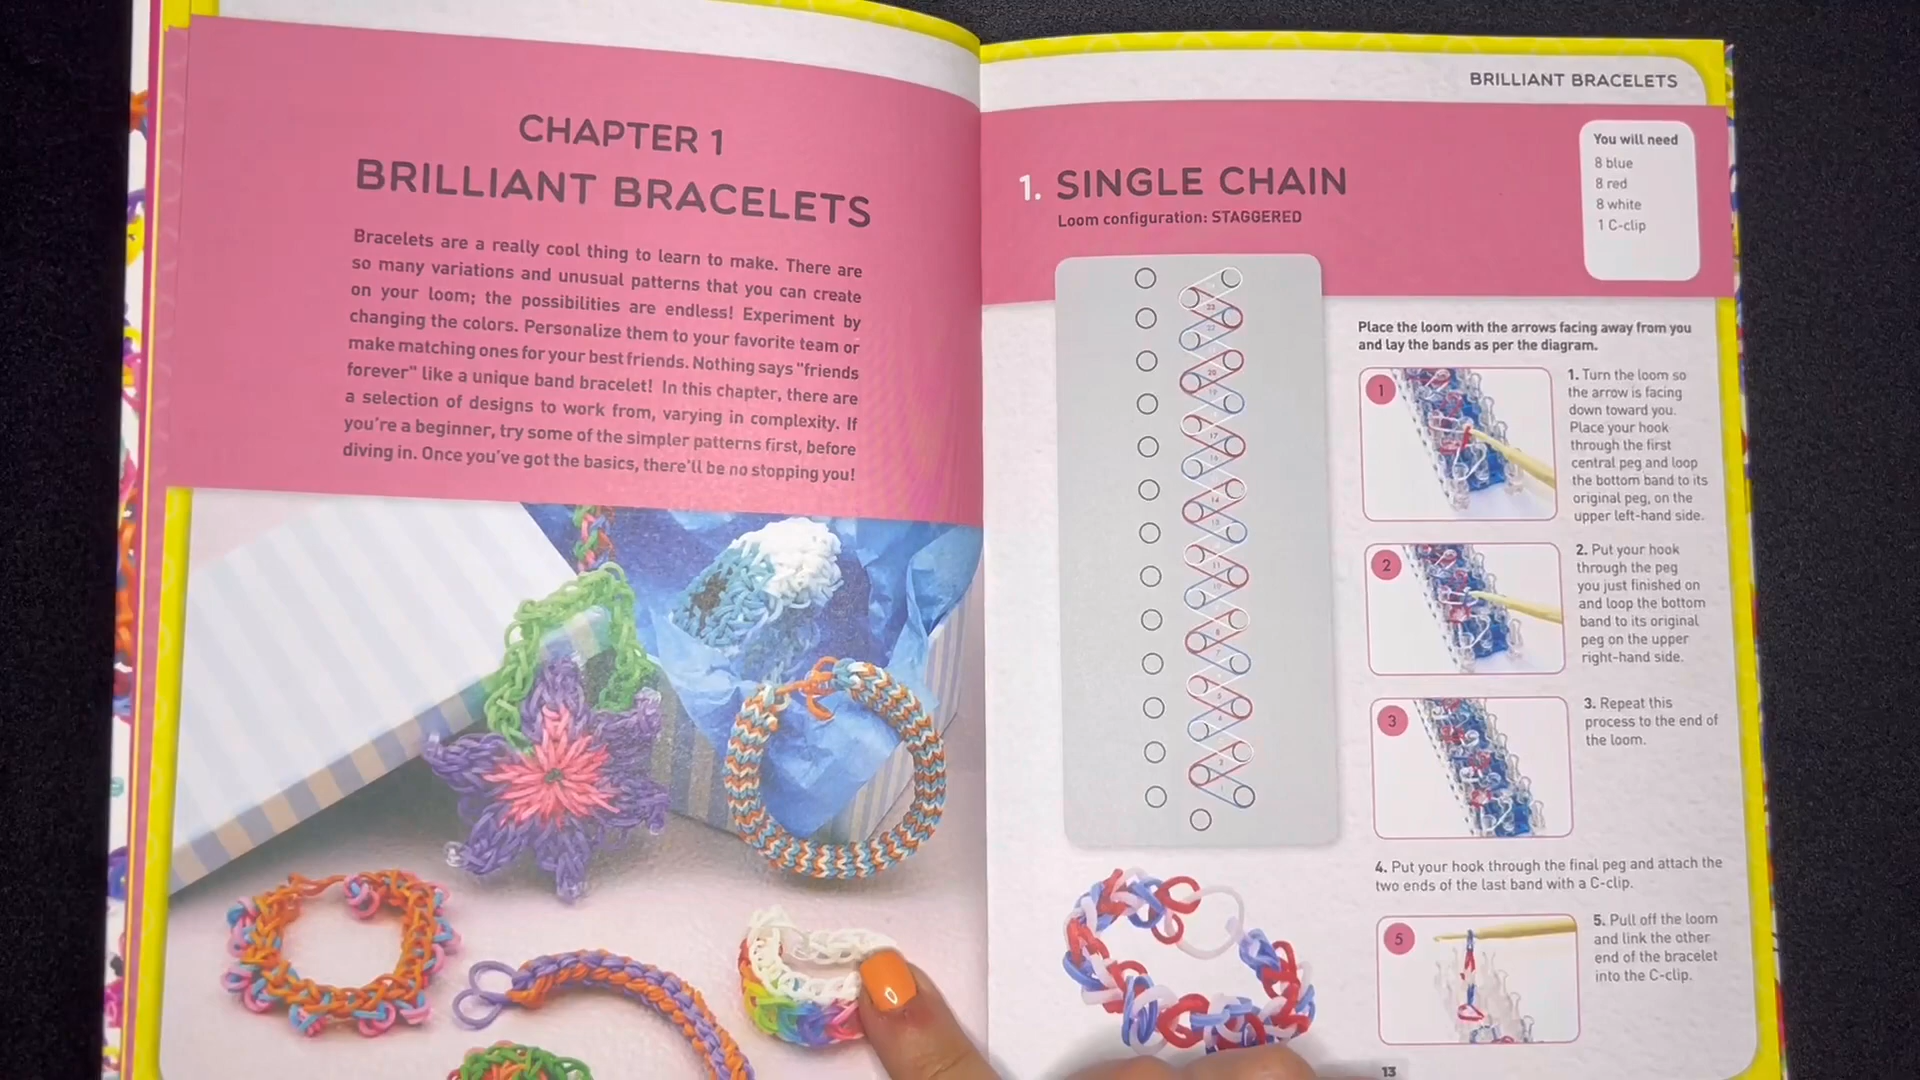 CHAPTER 1
BRILLIANT BRACELETS
Bracelets are a really cool thing to learn to make. There are
so many variations and unusual patterns that you can create
on your loom; the possibilities are endless! Experiment by
changing the colors. Personalize them to your favorite team or
make matching ones for your best friends. Nothing says "friends
forever" like a unique band bracelet! In this chapter, there are
a selection of designs to work from, varying in complexity. If
you're a beginner, try some of the simpler patterns first, before
diving in. Once you've got the basics, there'll be no stopping you!
BRILLIANT BRACELETS
1. SINGLE CHAIN
Loom configuration: STAGGERED
You will need
8 blue
8 red
8 white
1 C-clip
Place the loom with the arrows facing away from you
and lay the bands as per the diagram.
1
1. Turn the loom so
the arrow is facing
down toward you.
Place your hook
through the first
central peg and loop
the bottom band to its
original peg, on the
upper left-hand side.
2
2. Put your hook
through the peg
you just finished on
and loop the bottom
band to its original
peg on the upper
right-hand side.
3
3. Repeat this
process to the end of
the loom.
4. Put your hook through the final peg and attach the
two ends of the last band with a C-clip.
5
5. Pull off the loom
and link the other
end of the bracelet
into the C-clip.
13